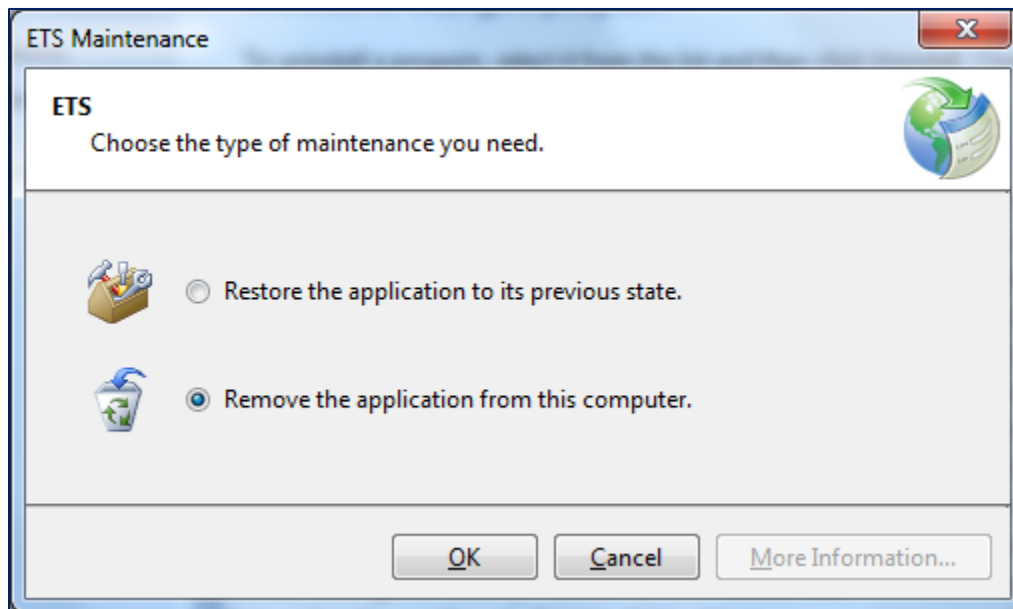 ETS Maintenance
ETS
Choose the type of maintenance you need.
Restore the application to its previous state.
Remove the application from this computer.
OK
Cancel
More Information...